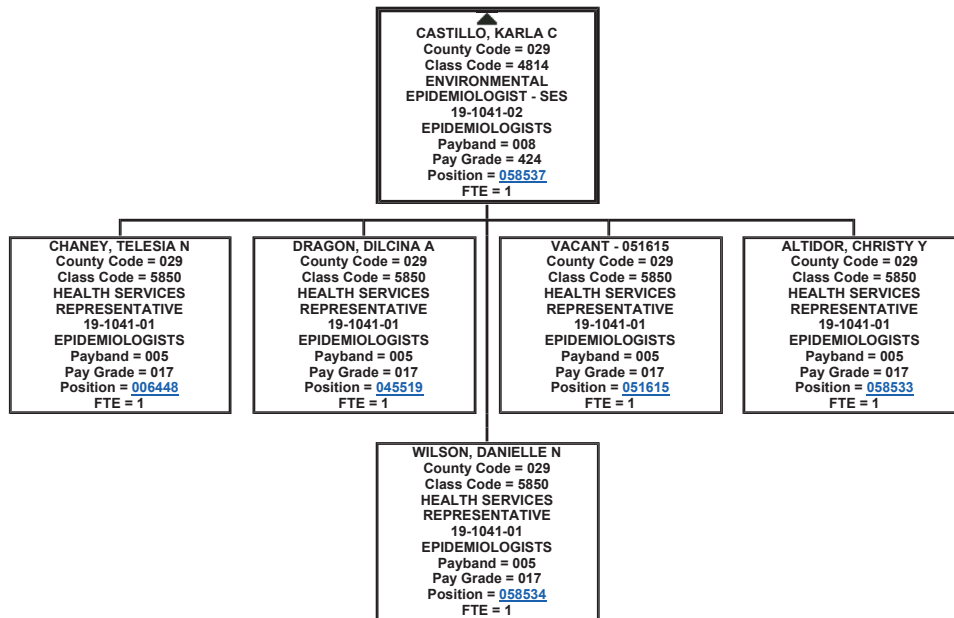 CASTILLO, KARLA C
County Code = 029
Class Code = 4814
ENVIRONMENTAL
EPIDEMIOLOGIST - SES
19-1041-02
EPIDEMIOLOGISTS
Payband = 008
Pay Grade = 424
Position = 058537
FTE = 1
CHANEY, TELESIA N
County Code = 029
Class Code = 5850
HEALTH SERVICES
REPRESENTATIVE
19-1041-01
EPIDEMIOLOGISTS
Payband = 005
Pay Grade = 017
Position = 006448
FTE = 1
DRAGON, DILCINA A
County Code = 029
Class Code = 5850
HEALTH SERVICES
REPRESENTATIVE
19-1041-01
EPIDEMIOLOGISTS
Payband = 005
Pay Grade = 017
Position = 045519
FTE = 1
VACANT - 051615
County Code = 029
Class Code = 5850
HEALTH SERVICES
REPRESENTATIVE
19-1041-01
EPIDEMIOLOGISTS
Payband = 005
Pay Grade = 017
Position = 051615
FTE = 1
ALTIDOR, CHRISTY Y
County Code = 029
Class Code = 5850
HEALTH SERVICES
REPRESENTATIVE
19-1041-01
EPIDEMIOLOGISTS
Payband = 005
Pay Grade = 017
Position = 058533
FTE = 1
WILSON, DANIELLE N
County Code = 029
Class Code = 5850
HEALTH SERVICES
REPRESENTATIVE
19-1041-01
EPIDEMIOLOGISTS
Payband = 005
Pay Grade = 017
Position = 058534
FTE = 1